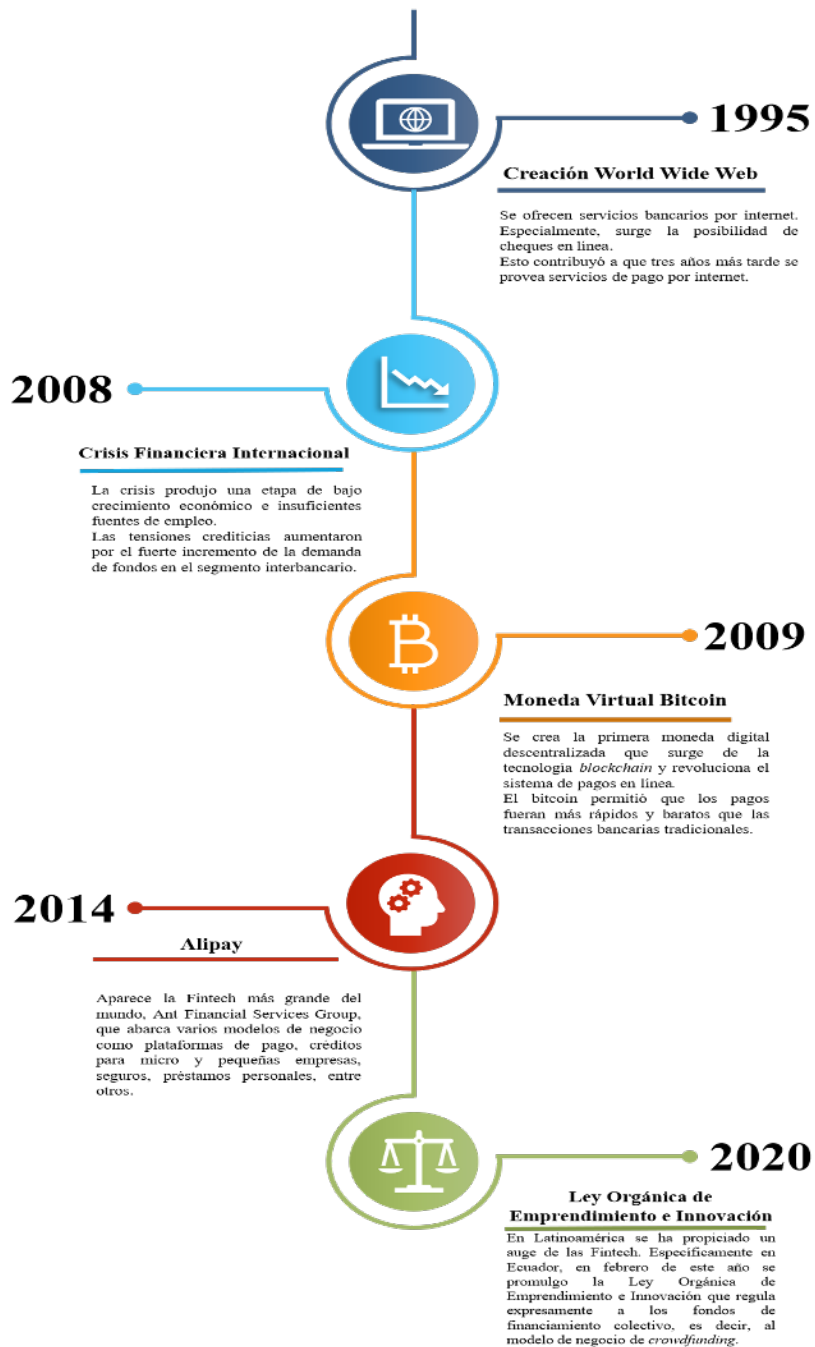 1995
Creación World Wide Web
Se ofrecen servicios bancarios por internet.
Especialmente, surge la posibilidad de
cheques en línea.
Esto contribuyó a que tres años más tarde se
provea servicios de pago por internet.
2008
Crisis Financiera Internacional
La crisis produjo una etapa de bajo
crecimiento económico e insuficientes
fuentes de empleo.
Las tensiones crediticias aumentaron
por el fuerte incremento de la demanda
de fondos en el segmento interbancario.
2009
Moneda Virtual Bitcoin
Se crea la primera moneda digital
descentralizada que surge de la
tecnología blockchain y revoluciona el
sistema de pagos en línea.
El bitcoin permitió que los pagos
fueran más rápidos y baratos que las
transacciones bancarias tradicionales.
2014
Alipay
Aparece la Fintech más grande del
mundo, Ant Financial Services Group,
que abarca varios modelos de negocio
como plataformas de pago, créditos
para micro y pequeñas empresas,
seguros, préstamos personales, entre
otros.
2020
Ley Orgánica de
Emprendimiento e Innovación
En Latinoamérica se ha propiciado un
auge de las Fintech. Específicamente en
Ecuador, en febrero de este año se
promulgo la Ley Orgánica de
Emprendimiento e Innovación que regula
expresamente a los fondos de
financiamiento colectivo, es decir, al
modelo de negocio de crowdfunding.